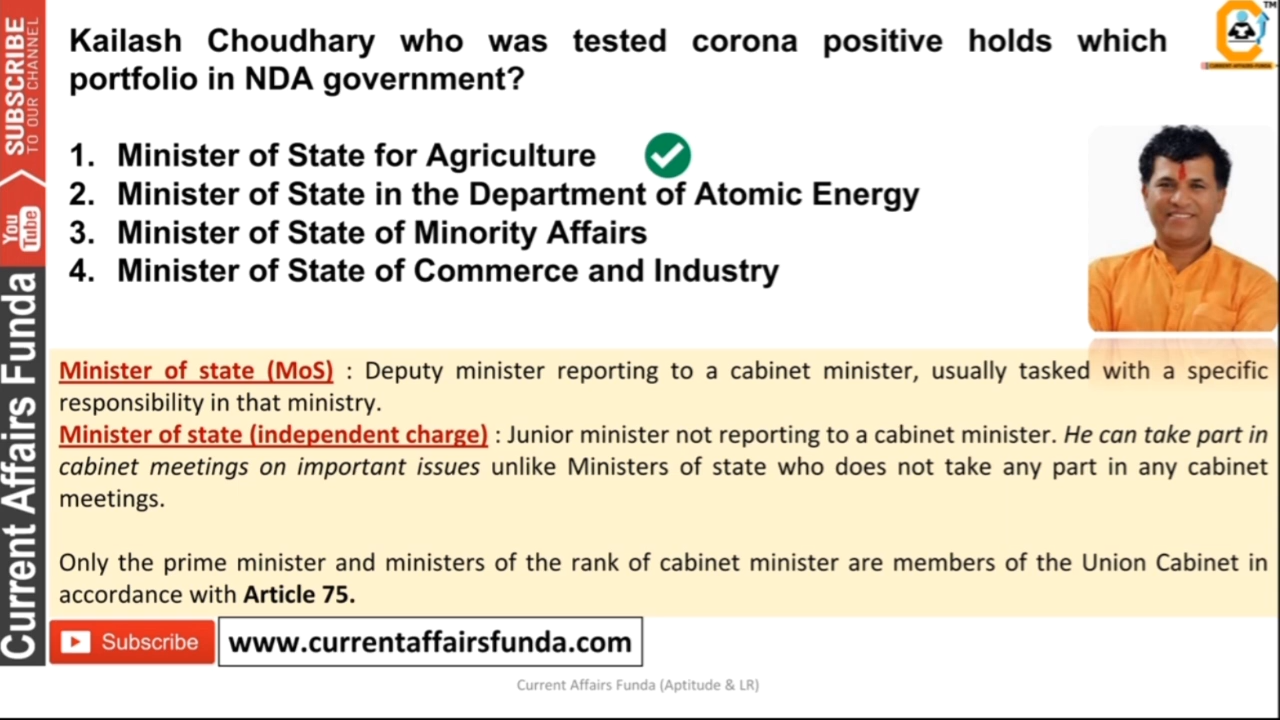 Kailash Choudhary who was tested corona positive holds which
portfolio in NDA government?
1. Minister of State for Agriculture
2. Minister of State in the Department of Atomic Energy
3. Minister of State of Minority Affairs
4. Minister of State of Commerce and Industry
Minister of state (MoS) : Deputy minister reporting to a cabinet minister, usually tasked with a specific
responsibility in that ministry.
Minister of state (independent charge) : Junior minister not reporting to a cabinet minister. He can take part in
cabinet meetings on important issues unlike Ministers of state who does not take any part in any cabinet
meetings.
Only the prime minister and ministers of the rank of cabinet minister are members of the Union Cabinet in
accordance with Article 75.
Subscribe www.currentaffairsfunda.com
Current Affairs Funda (Aptitude & LR)
SUBSCRIBE
TO OUR CHANNEL
You
Tube
Current Affairs Funda
TM
CURRENT AFFAIRS FUNDA